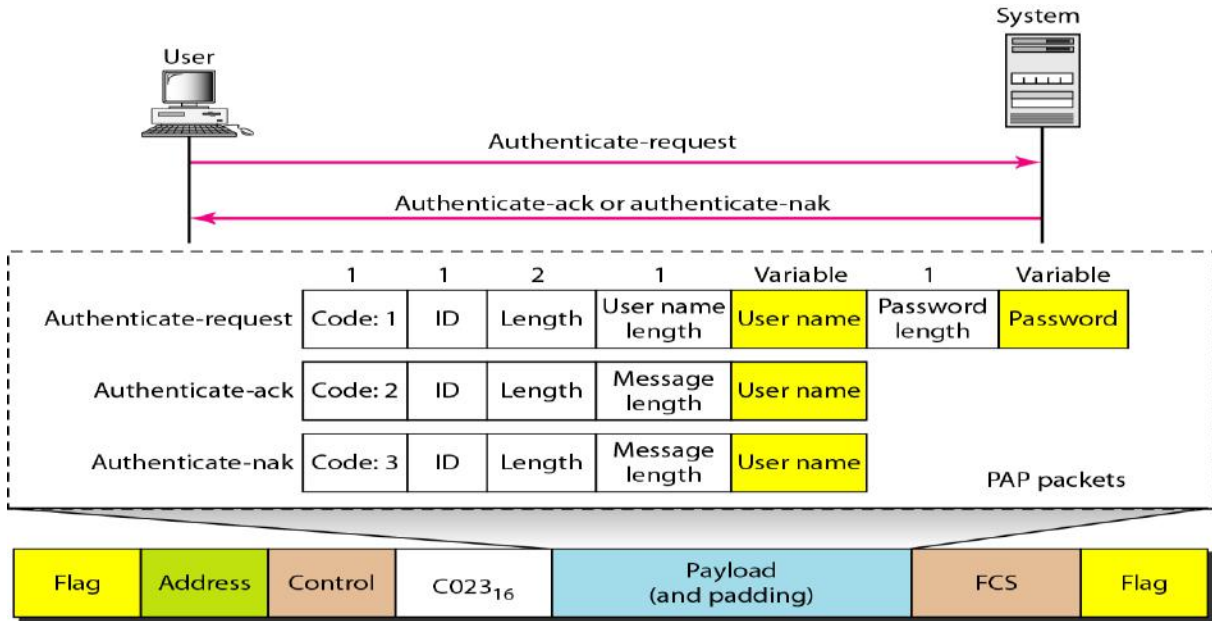 System
User
Authenticate-request
Authenticate-ack or authenticate-nak
1 1 2 1 Variable 1 Variable
Authenticate-request Code: 1 ID Length User name length User name Password length Password
Authenticate-ack Code: 2 ID Length Message length User name
Authenticate-nak Code: 3 ID Length Message length User name
PAP packets
Flag Address Control C023₁₆ Payload (and padding) FCS Flag